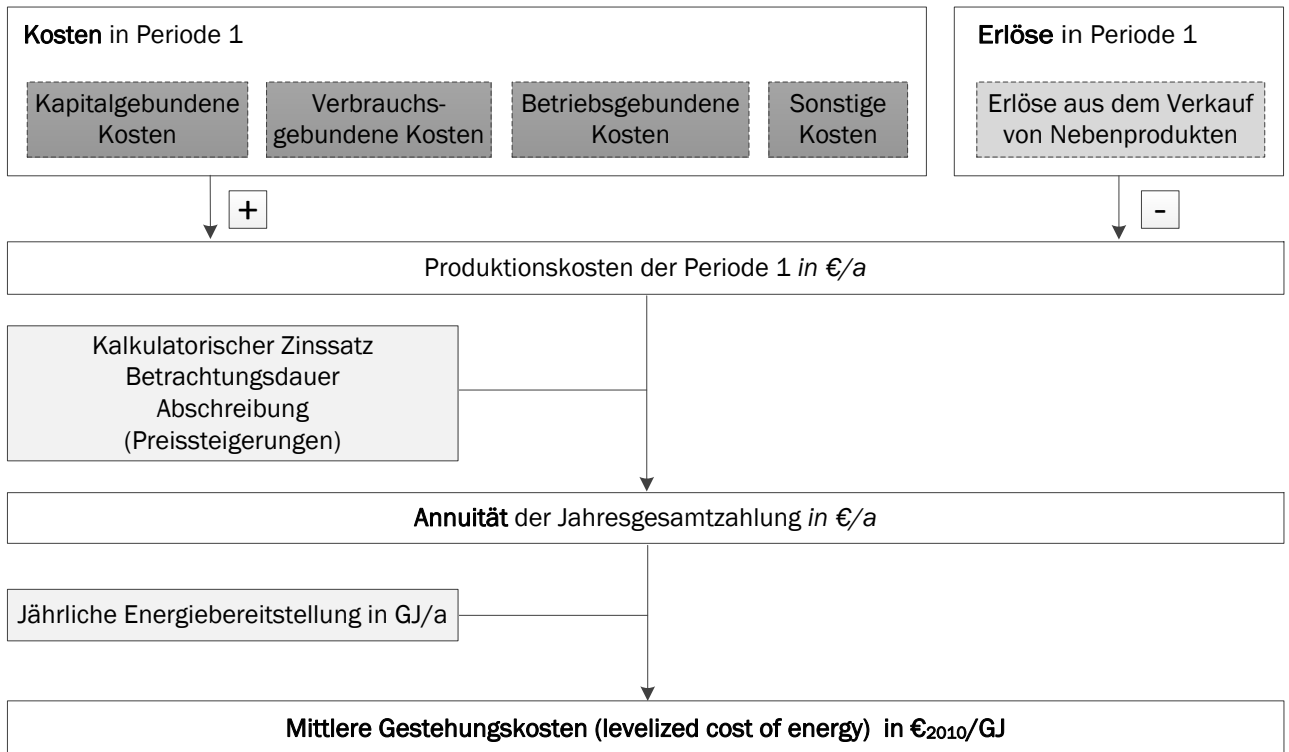 Kosten in Periode 1
Kapitalgebundene
Kosten
Verbrauchs-
gebundene Kosten
Betriebsgebundene
Kosten
Sonstige
Kosten
Erlöse in Periode 1
Erlöse aus dem Verkauf
von Nebenprodukten
+
-
Produktionskosten der Periode 1 in €/a
Kalkulatorischer Zinssatz
Betrachtungsdauer
Abschreibung
(Preissteigerungen)
Annuität der Jahresgesamtzahlung in €/a
Jährliche Energiebereitstellung in GJ/a
Mittlere Gestehungskosten (levelized cost of energy) in €2010/GJ